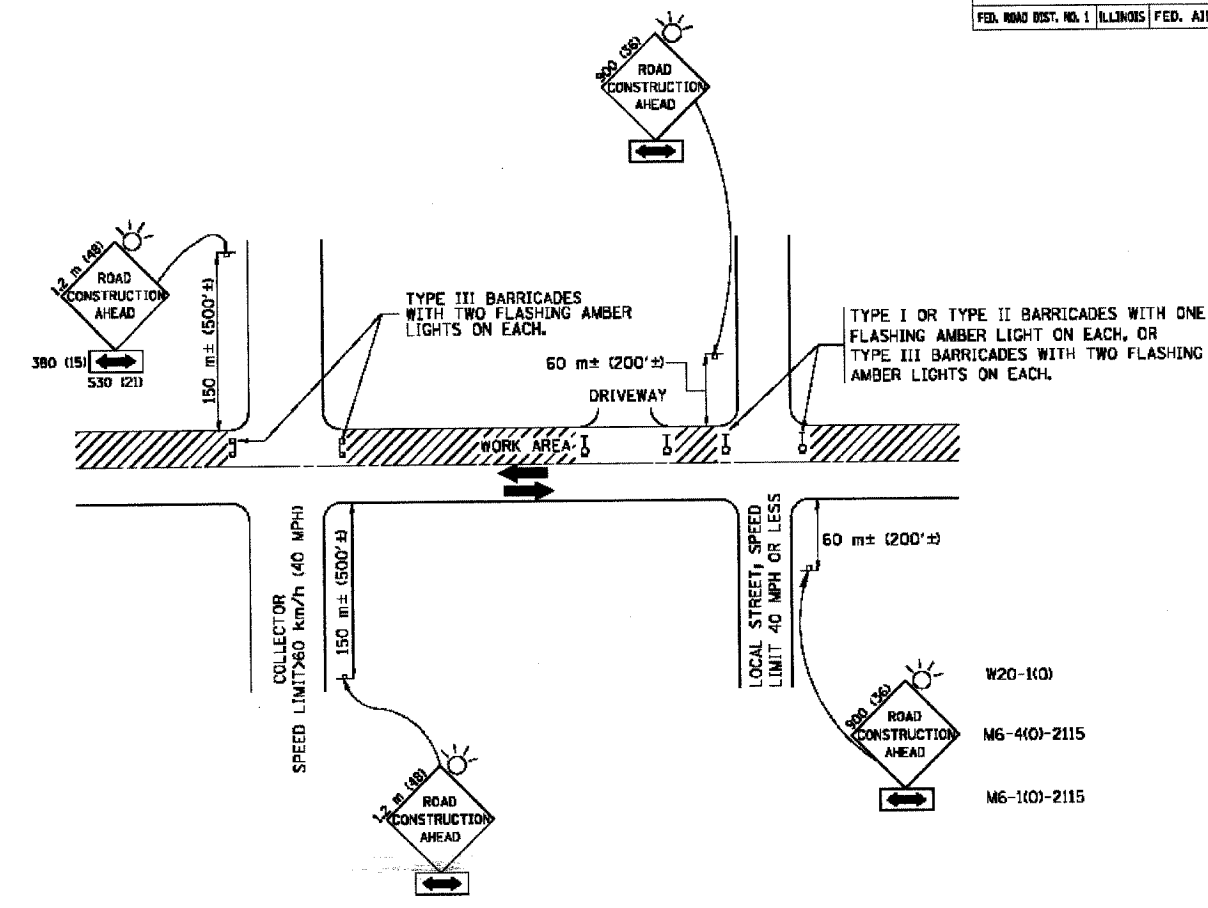 FED. ROAD DIST. NO. 1 ILLINOIS FED. AI
900 (36)
ROAD
CONSTRUCTION
AHEAD
1.2 m (48)
ROAD
CONSTRUCTION
AHEAD
380 (15)
530 (21)
150 m± (500'±)
TYPE III BARRICADES
WITH TWO FLASHING AMBER
LIGHTS ON EACH.
60 m± (200'±)
DRIVEWAY
TYPE I OR TYPE II BARRICADES WITH ONE
FLASHING AMBER LIGHT ON EACH, OR
TYPE III BARRICADES WITH TWO FLASHING
AMBER LIGHTS ON EACH.
WORK AREA
COLLECTOR
SPEED LIMIT>60 km/h (40 MPH)
150 m± (500'±)
LOCAL STREET; SPEED
LIMIT 40 MPH OR LESS
60 m± (200'±)
1.2 m (48)
ROAD
CONSTRUCTION
AHEAD
900 (36)
ROAD
CONSTRUCTION
AHEAD
W20-1(O)
M6-4(O)-2115
M6-1(O)-2115